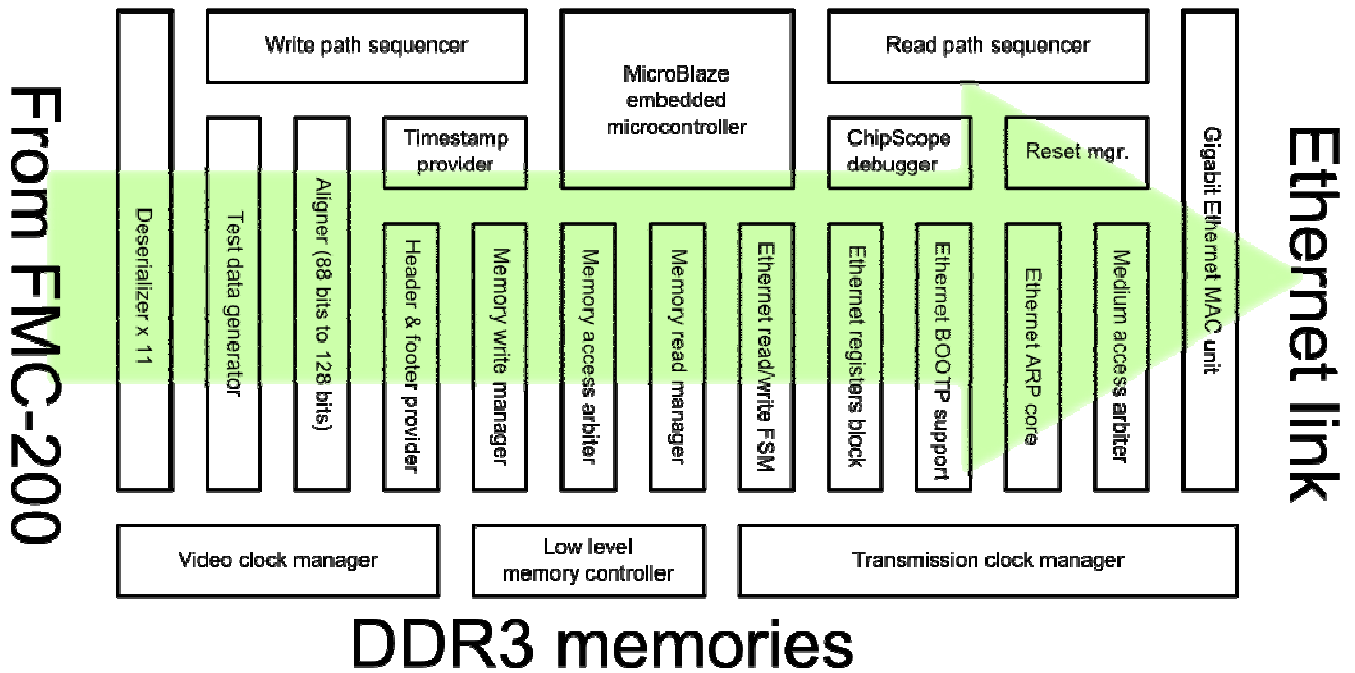 From FMC-200
Deserializer x 11
Write path sequencer
Test data generator
Aligner (88 bits to 128 bits)
Timestamp
provider
Header & footer provider
Memory write manager
MicroBlaze
embedded
microcontroller
Memory access arbiter
Memory read manager
Ethernet read/write FSM
Read path sequencer
ChipScope
debugger
Reset mgr.
Ethernet registers block
Ethernet BOOTP support
Ethernet ARP core
Medium access arbiter
Gigabit Ethernet MAC unit
Ethernet link
Video clock manager
Low level
memory controller
Transmission clock manager
DDR3 memories